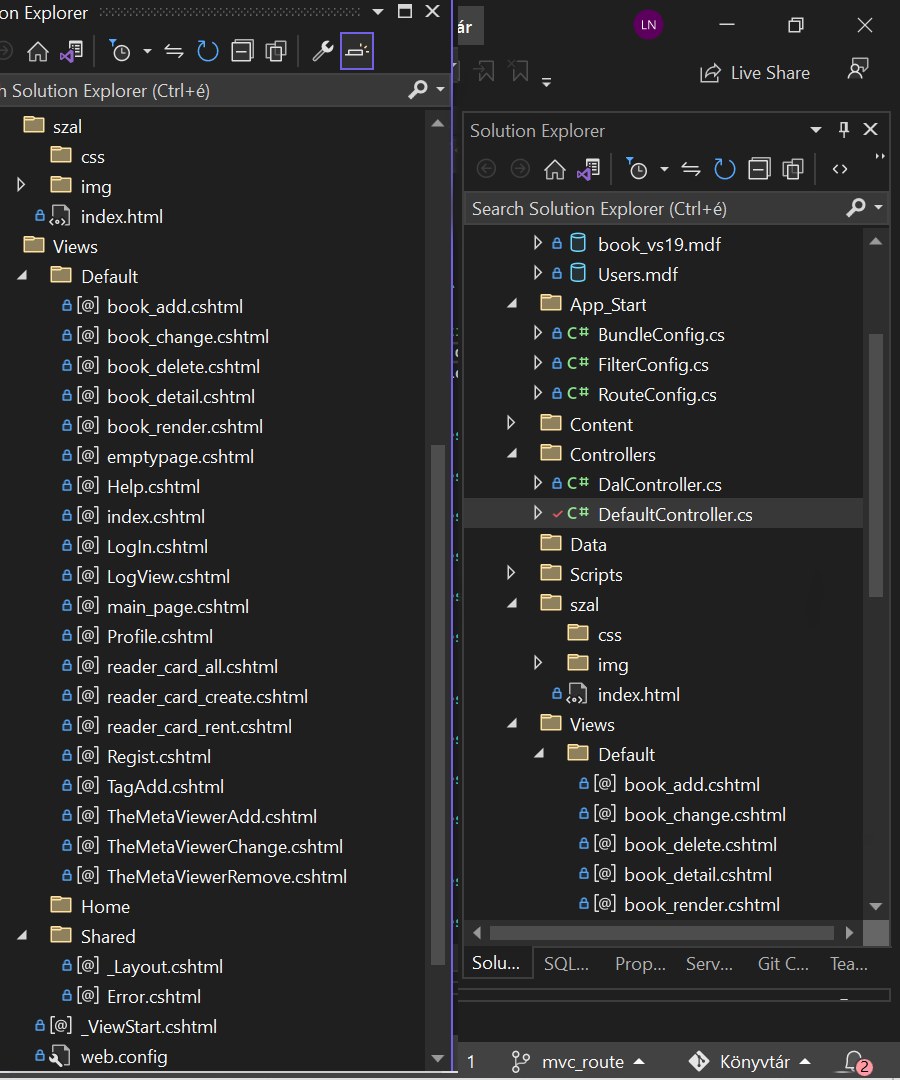 on Explorer
h Solution Explorer (Ctrl+é)
szal
css
img
index.html
Views
Default
book_add.cshtml
book_change.cshtml
book_delete.cshtml
book_detail.cshtml
book_render.cshtml
emptypage.cshtml
Help.cshtml
index.cshtml
LogIn.cshtml
LogView.cshtml
main_page.cshtml
Profile.cshtml
reader_card_all.cshtml
reader_card_create.cshtml
reader_card_rent.cshtml
Regist.cshtml
TagAdd.cshtml
TheMetaViewerAdd.cshtml
TheMetaViewerChange.cshtml
TheMetaViewerRemove.cshtml
Home
Shared
_Layout.cshtml
Error.cshtml
_ViewStart.cshtml
web.config
ár
LN
Live Share
Solution Explorer
Search Solution Explorer (Ctrl+é)
book_vs19.mdf
Users.mdf
App_Start
C# BundleConfig.cs
C# FilterConfig.cs
C# RouteConfig.cs
Content
Controllers
C# DalController.cs
C# DefaultController.cs
Data
Scripts
szal
css
img
index.html
Views
Default
book_add.cshtml
book_change.cshtml
book_delete.cshtml
book_detail.cshtml
book_render.cshtml
Solu... SQL... Prop... Serv... Git C... Tea...
1 mvc_route Könyvtár 2